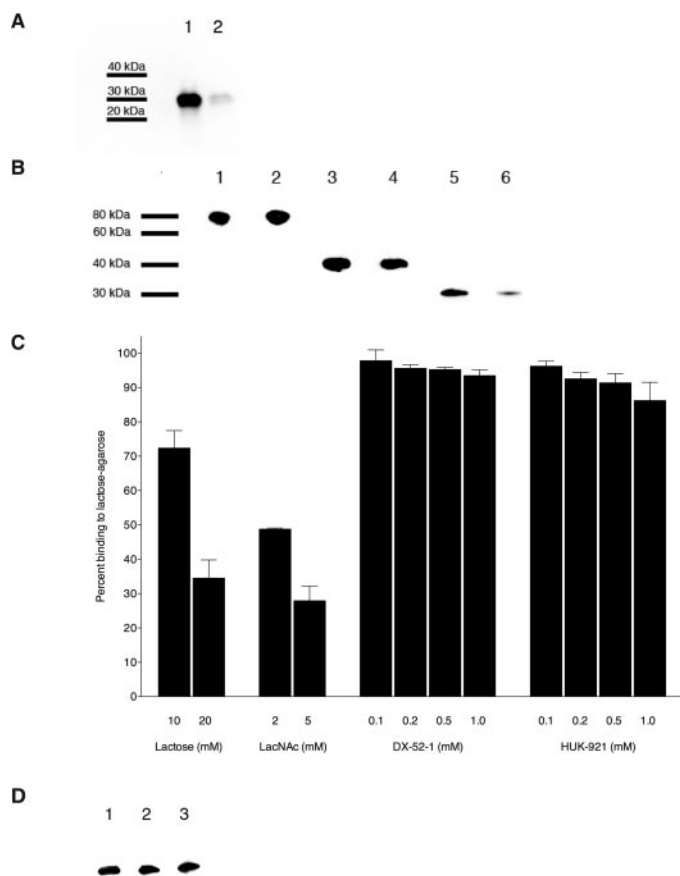 A
1 2
40 kDa
30 kDa
20 kDa
B
1 2 3 4 5 6
80 kDa
60 kDa
40 kDa
30 kDa
C
Percent binding to lactose-agarose
100
90
80
70
60
50
40
30
20
10
0
10 20 2 5 0.1 0.2 0.5 1.0 0.1 0.2 0.5 1.0
Lactose (mM) LacNAc (mM) DX-52-1 (mM) HUK-921 (mM)
D
1 2 3